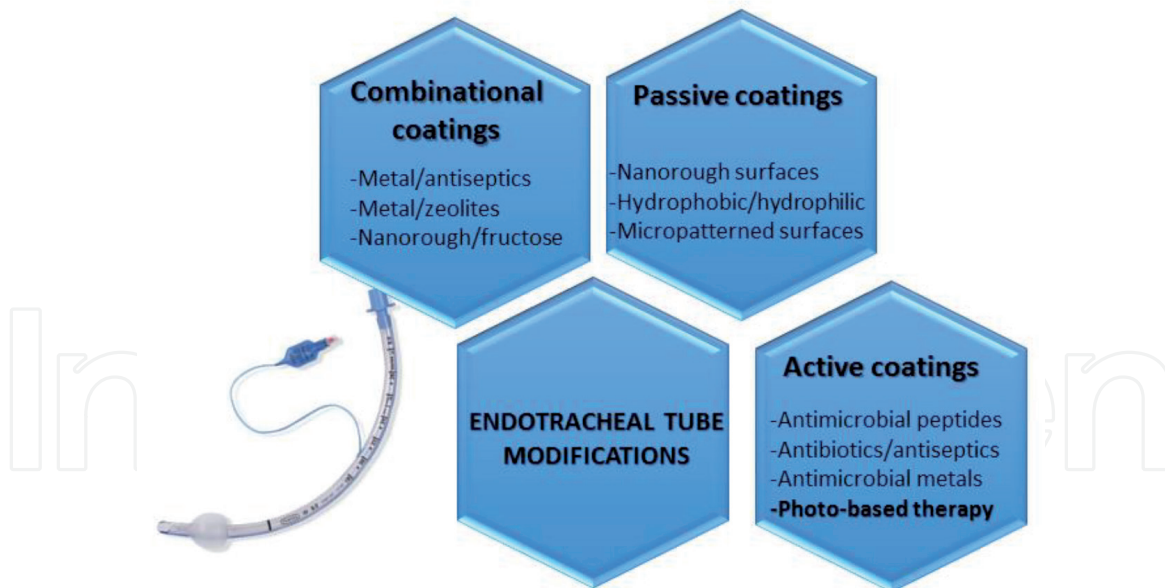 Combinational
coatings
-Metal/antiseptics
-Metal/zeolites
-Nanorough/fructose
Passive coatings
-Nanorough surfaces
-Hydrophobic/hydrophilic
-Micropatterned surfaces
ENDOTRACHEAL TUBE
MODIFICATIONS
Active coatings
-Antimicrobial peptides
-Antibiotics/antiseptics
-Antimicrobial metals
-Photo-based therapy